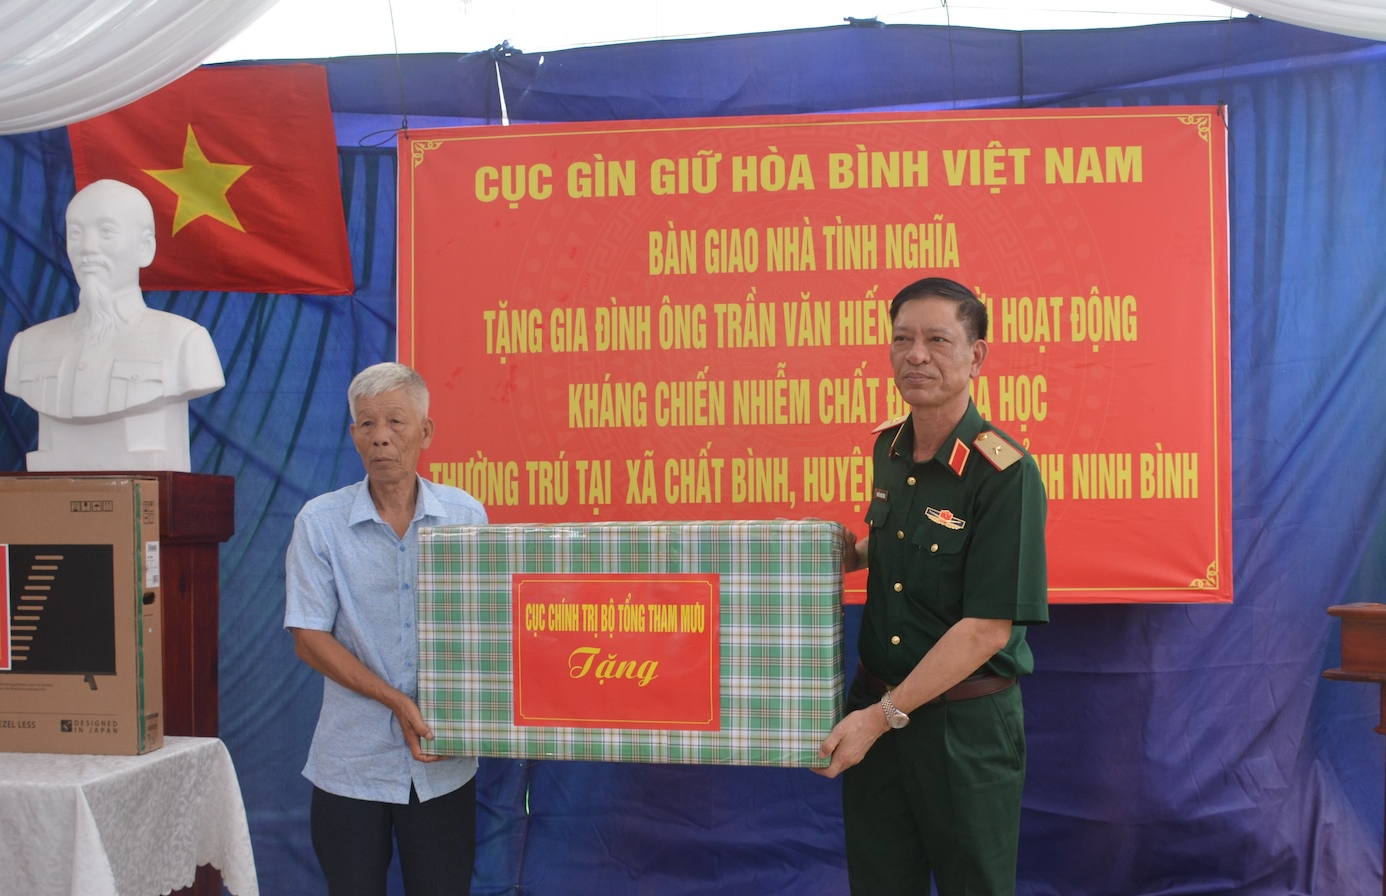 CỤC GÌN GIỮ HÒA BÌNH VIỆT NAM
BÀN GIAO NHÀ TÌNH NGHĨA
TẶNG GIA ĐÌNH ÔNG TRẦN VĂN HIẾN HOẠT ĐỘNG
KHÁNG CHIẾN NHIỄM CHẤT HỌC
THƯỜNG TRÚ TẠI XÃ CHẤT BÌNH, HUYỆN NINH BÌNH
CỤC CHÍNH TRỊ BỘ TỔNG THAM MƯU
Tặng
EZEL LESS
DESIGNED
IN JAPAN